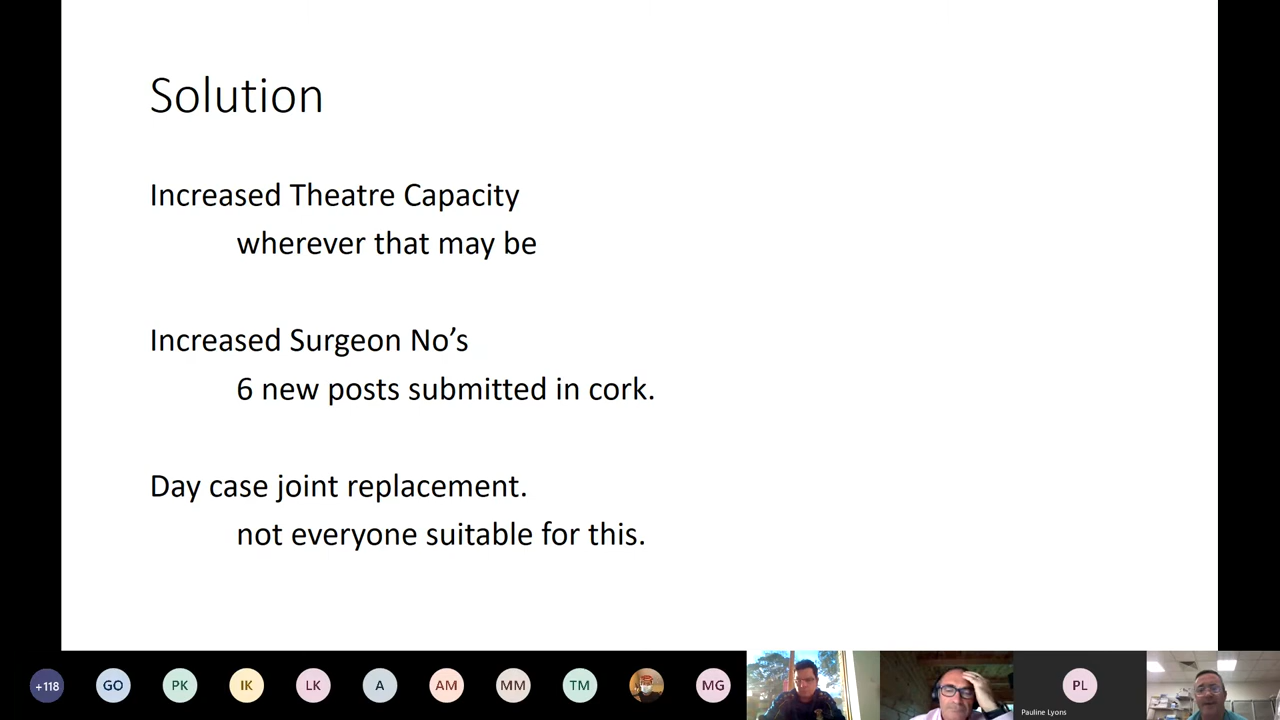 Solution
Increased Theatre Capacity
wherever that may be
Increased Surgeon No’s
6 new posts submitted in cork.
Day case joint replacement.
not everyone suitable for this.
+118
GO
PK
IK
LK
A
AM
MM
TM
MG
PL
Pauline Lyons